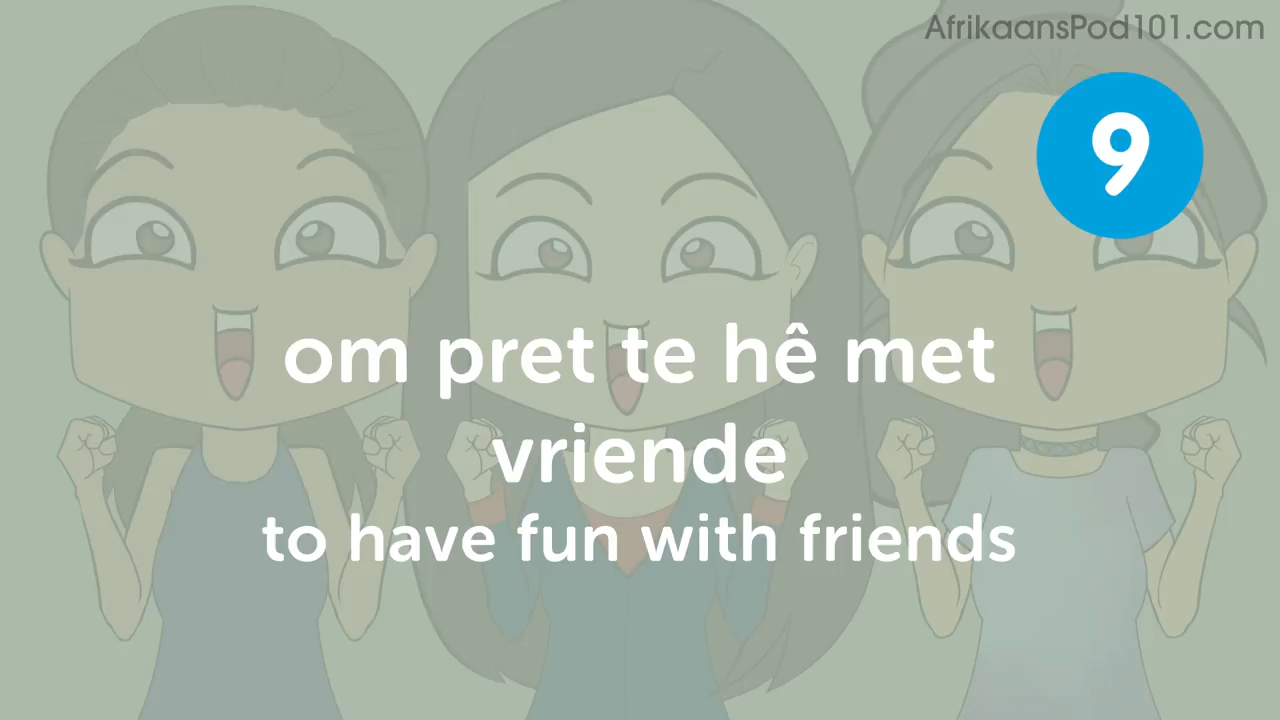 AfrikaansPod101.com
9
om pret te hê met
vriende
to have fun with friends